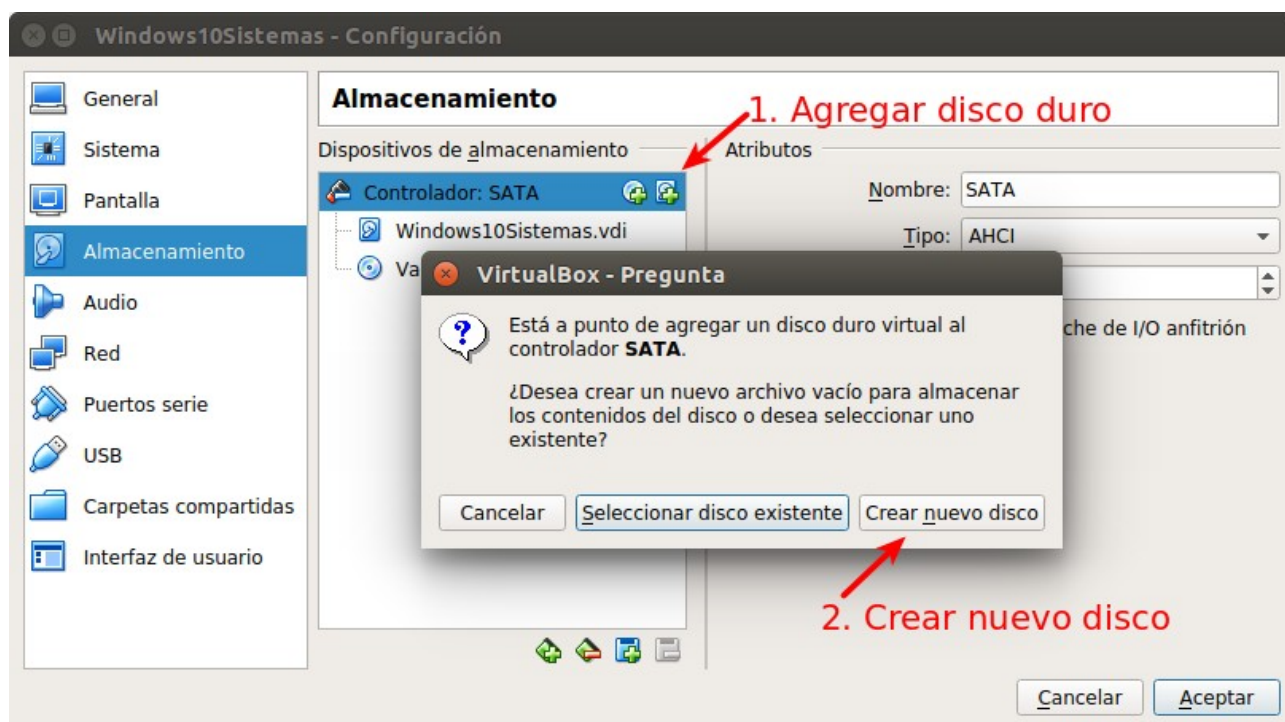 Windows10Sistemas - Configuración
General
Sistema
Pantalla
Almacenamiento
Audio
Red
Puertos serie
USB
Carpetas compartidas
Interfaz de usuario
Almacenamiento
1. Agregar disco duro
Dispositivos de almacenamiento
Controlador: SATA
Windows10Sistemas.vdi
Va
Atributos
Nombre: SATA
Tipo: AHCI
che de I/O anfitrión
VirtualBox - Pregunta
Está a punto de agregar un disco duro virtual al
controlador SATA.
¿Desea crear un nuevo archivo vacío para almacenar
los contenidos del disco o desea seleccionar uno
existente?
Cancelar Seleccionar disco existente Crear nuevo disco
2. Crear nuevo disco
Cancelar Aceptar